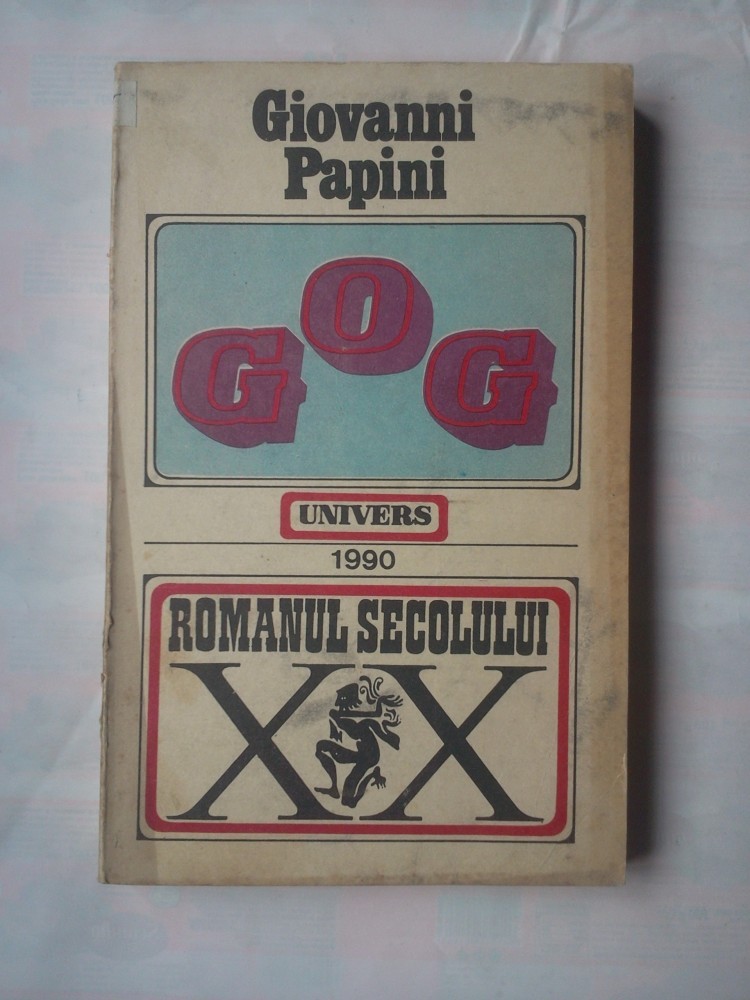 Giovanni
Papini
GOG
UNIVERS
1990
ROMANUL SECOLULUI
XX